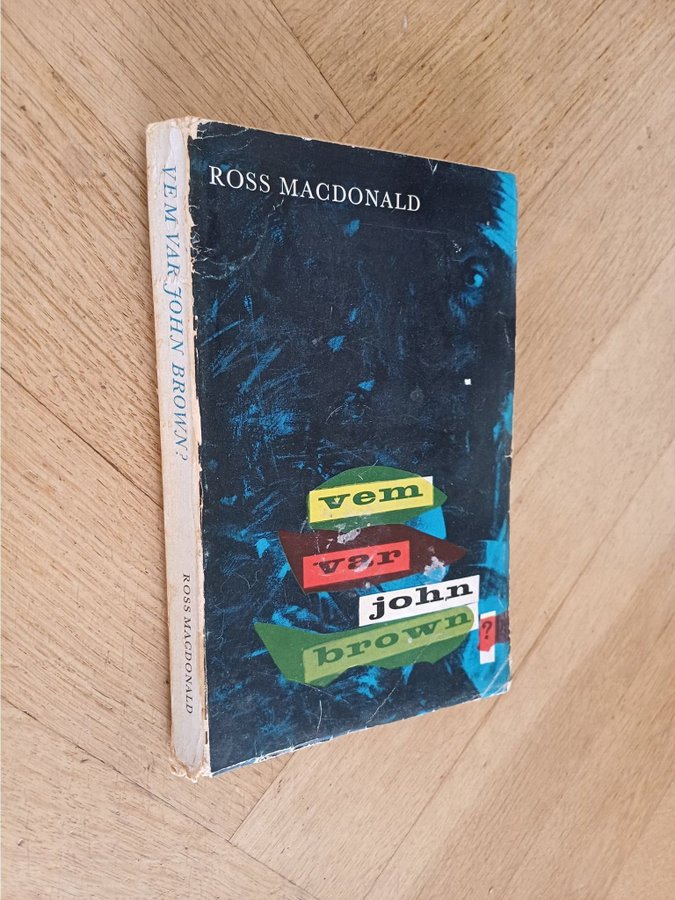 VEM VAR JOHN BROWN?
ROSS MACDONALD
ROSS MACDONALD
vem
var
john
brown
?